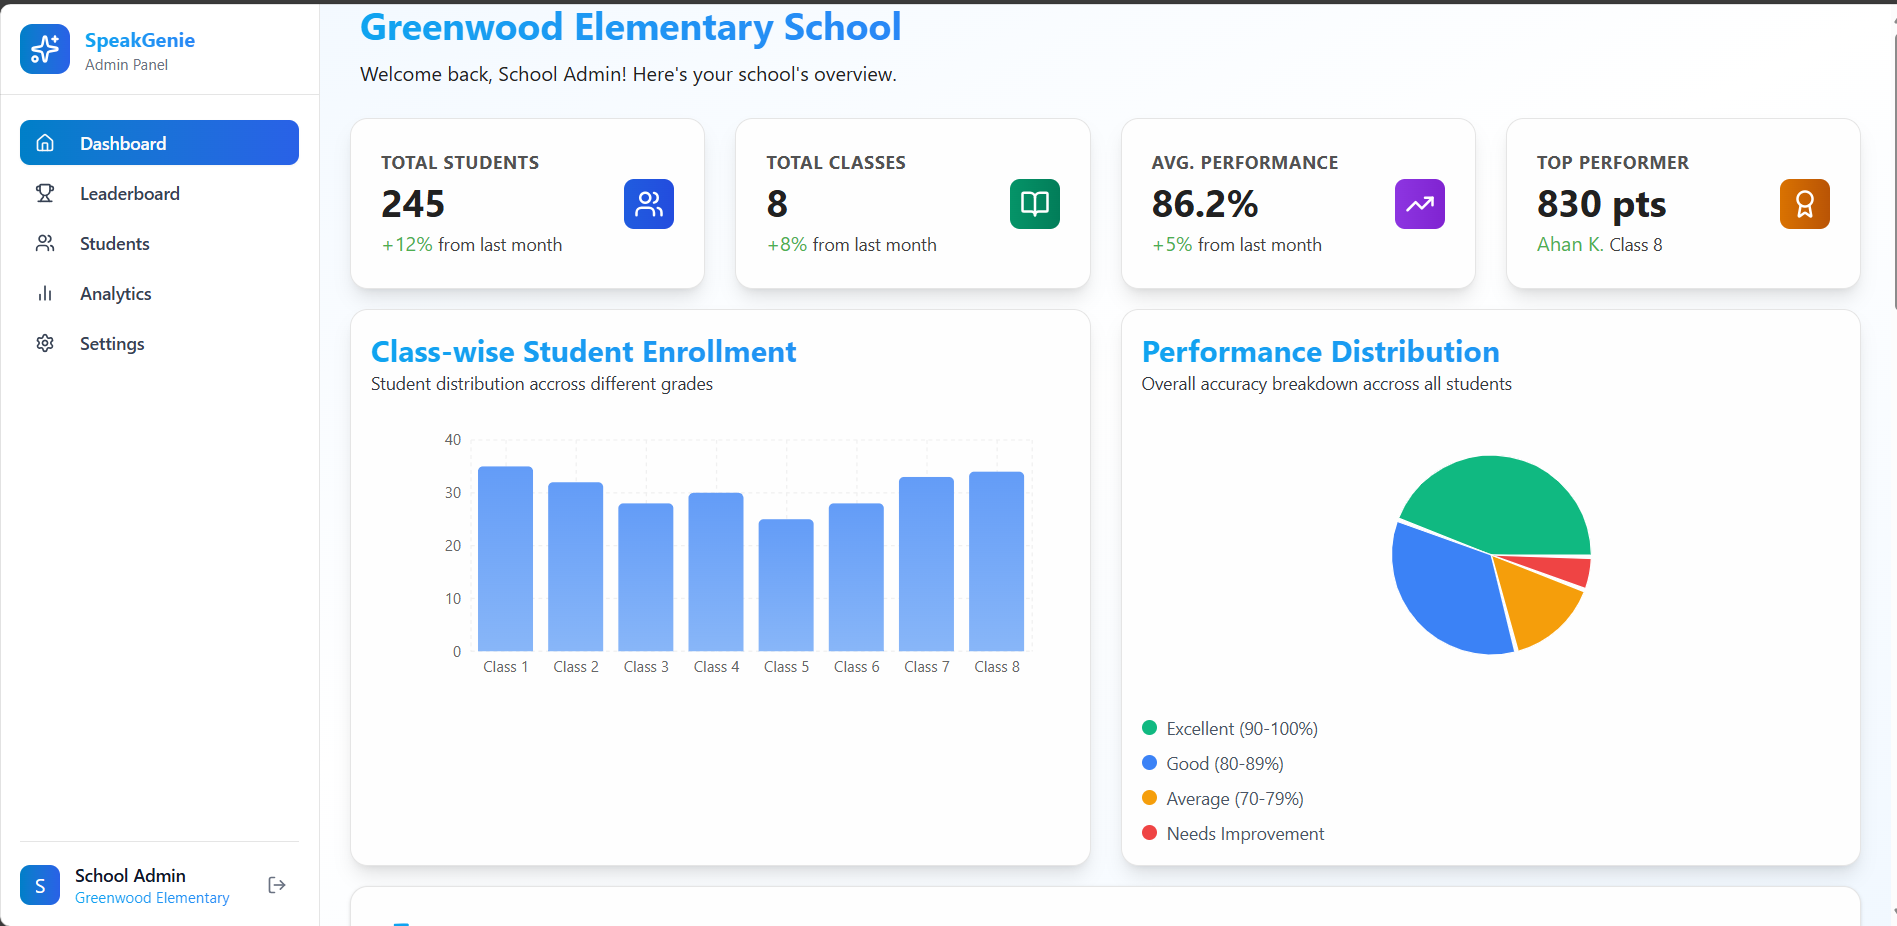 SpeakGenie
Admin Panel
Dashboard
Leaderboard
Students
Analytics
Settings
School Admin
Greenwood Elementary
S
Greenwood Elementary School
Welcome back, School Admin! Here's your school's overview.
TOTAL STUDENTS
245
+12% from last month
TOTAL CLASSES
8
+8% from last month
AVG. PERFORMANCE
86.2%
+5% from last month
TOP PERFORMER
830 pts
Ahan K. Class 8
Class-wise Student Enrollment
Student distribution accross different grades
40
30
20
10
0
Class 1 Class 2 Class 3 Class 4 Class 5 Class 6 Class 7 Class 8
Performance Distribution
Overall accuracy breakdown accross all students
Excellent (90-100%)
Good (80-89%)
Average (70-79%)
Needs Improvement